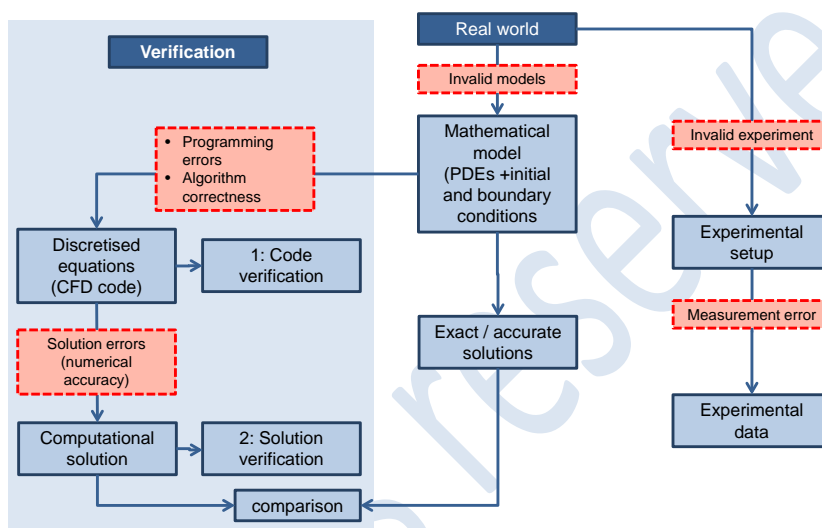 Real world
Verification
Invalid models
• Programming
errors
• Algorithm
correctness
Mathematical
model
(PDEs +initial
and boundary
conditions
Invalid experiment
Discretised
equations
(CFD code)
1: Code
verification
Experimental
setup
Solution errors
(numerical
accuracy)
Exact / accurate
solutions
Measurement error
Computational
solution
2: Solution
verification
Experimental
data
comparison
reserve